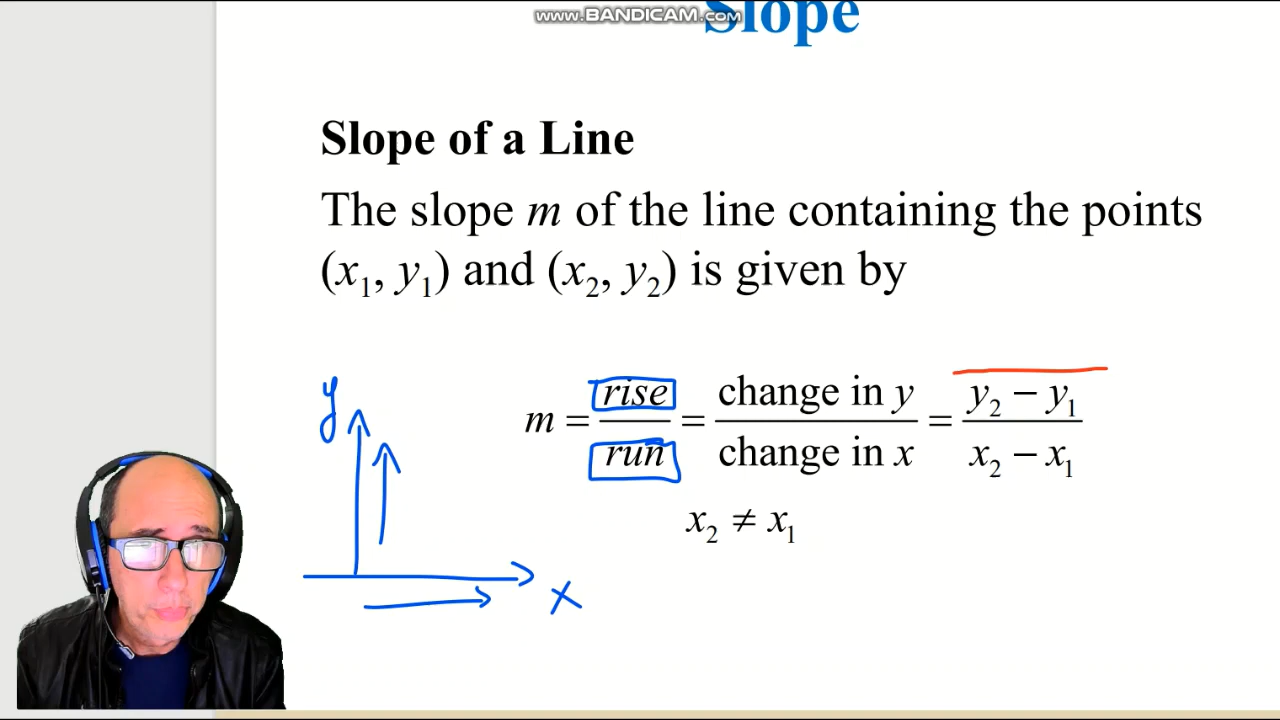 www.BANDICAM.com
Slope
Slope of a Line
The slope m of the line containing the points
(x₁, y₁) and (x₂, y₂) is given by
m = rise/run = change in y/change in x = y₂ − y₁/x₂ − x₁
x₂ ≠ x₁
y
x